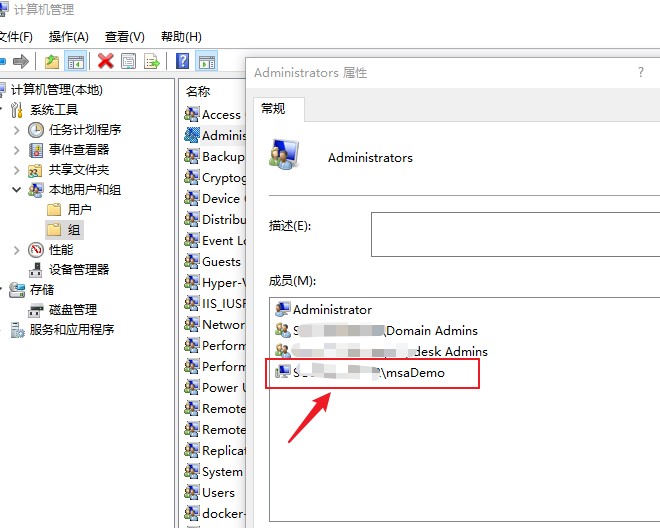 计算机管理
文件(F) 操作(A) 查看(V) 帮助(H)
计算机管理(本地)
系统工具
任务计划程序
事件查看器
共享文件夹
本地用户和组
用户
组
性能
设备管理器
存储
磁盘管理
服务和应用程序
名称
Access
Adminis
Backup
Cryptog
Device
Distribu
Event Lo
Guests
Hyper-V
IIS_IUSR
Network
Perform
Perform
Power U
Remote
Remote
Replicat
System
Users
docker-
Administrators 属性
?
常规
Administrators
描述(E):
成员(M):
Administrator
\Domain Admins
desk Admins
\msaDemo